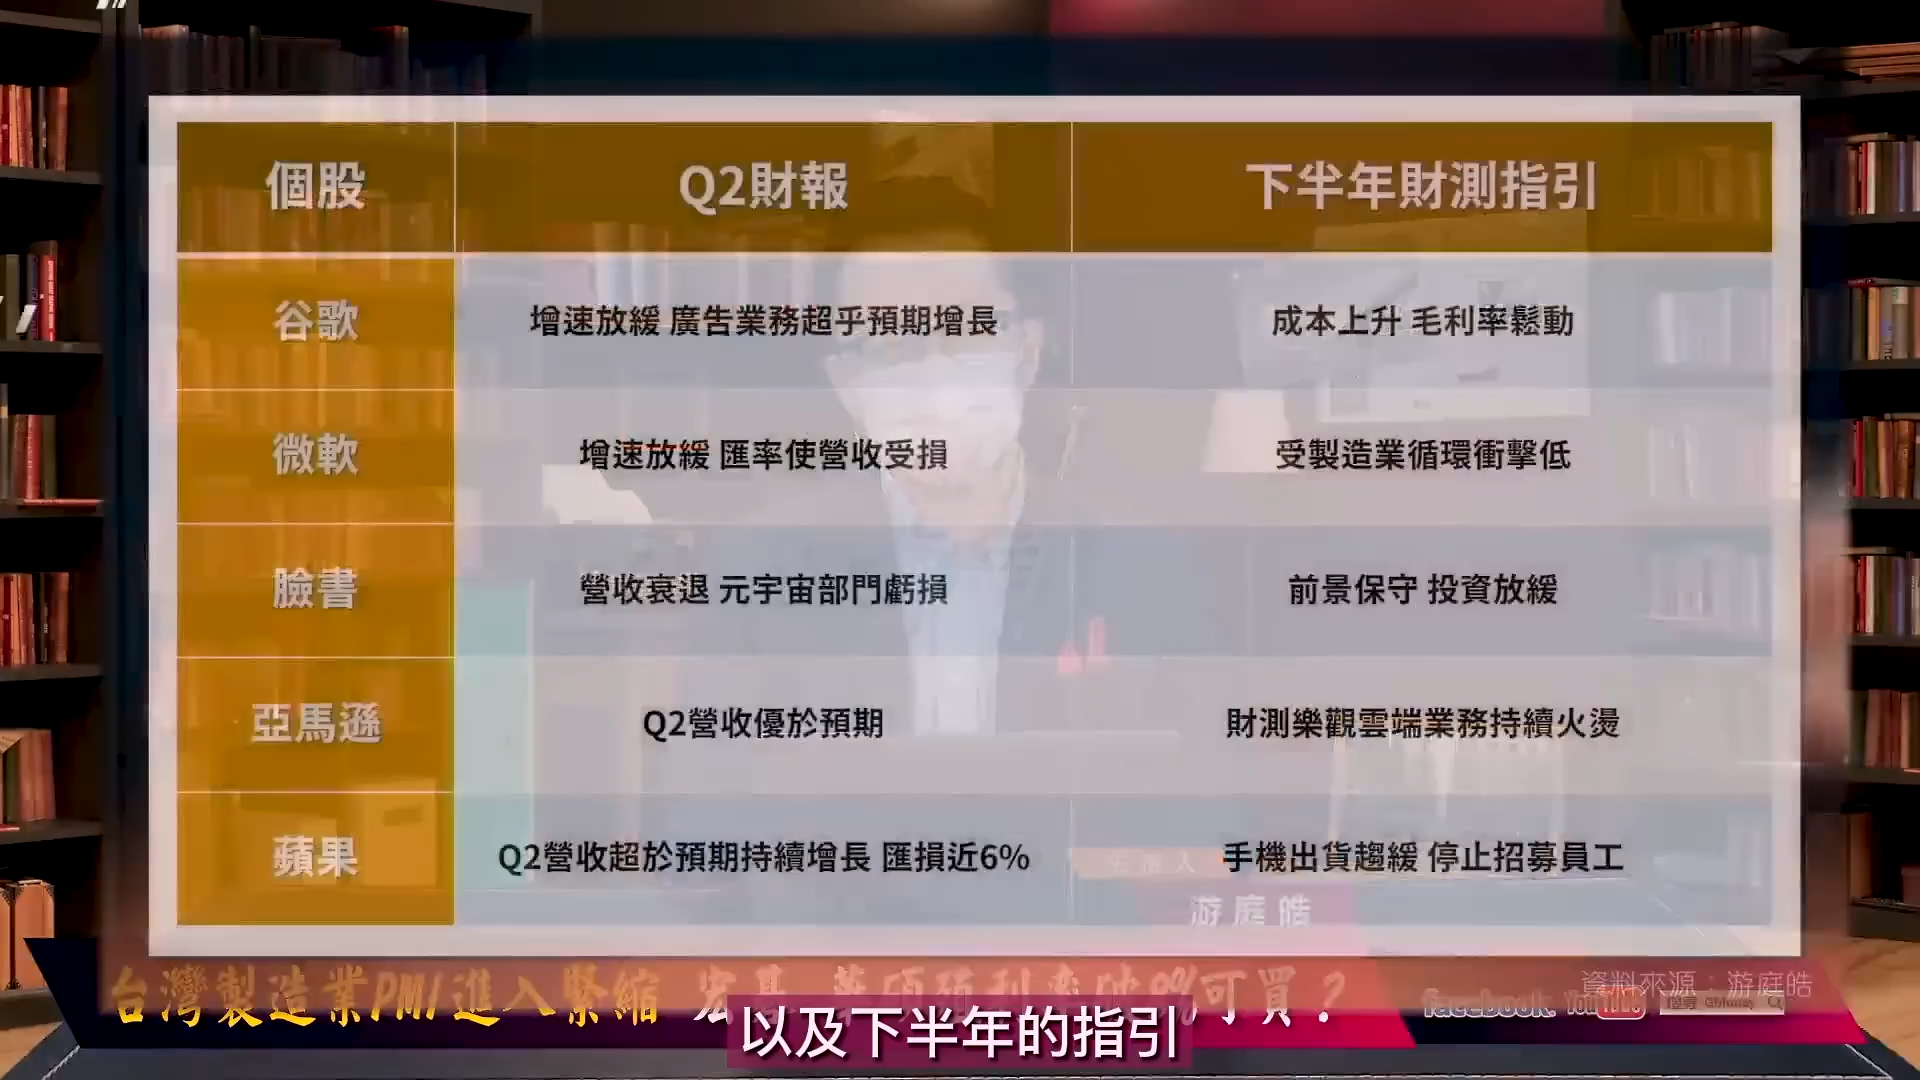 個股 Q2財報 下半年財測指引
谷歌 增速放緩 廣告業務超乎預期增長 成本上升 毛利率鬆動
微軟 增速放緩 匯率使營收受損 受製造業循環衝擊低
臉書 營收衰退 元宇宙部門虧損 前景保守 投資放緩
亞馬遜 Q2營收優於預期 財測樂觀雲端業務持續火燙
蘋果 Q2營收超於預期持續增長 匯損近6% 手機出貨趨緩 停止招募員工
主持人
游庭皓
台灣製造業PMI進入緊縮
可買？
資料來源：游庭皓
facebook YouTube
以及下半年的指引